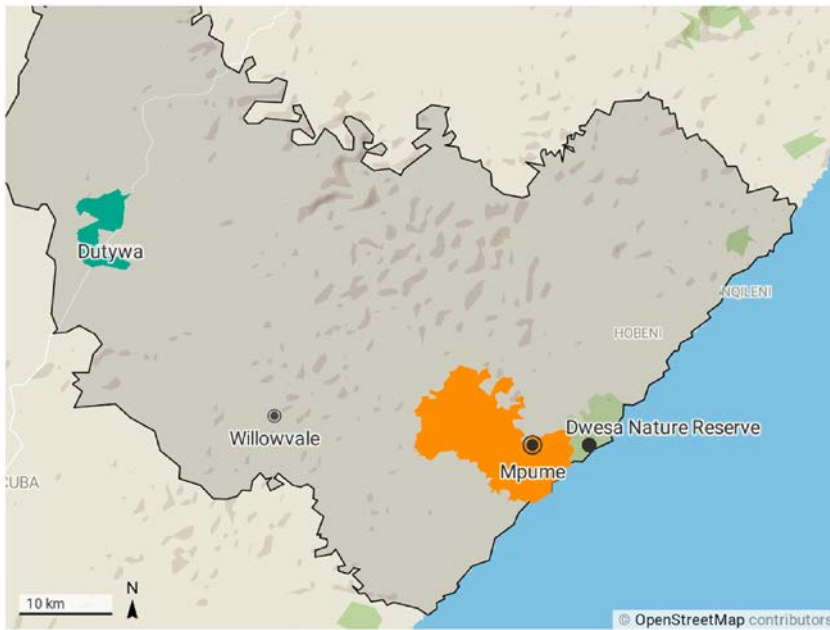 Dutywa
NQILENI
HOBENI
Willowvale
Dwesa Nature Reserve
Mpume
CUBA
10 km
N
© OpenStreetMap contributors